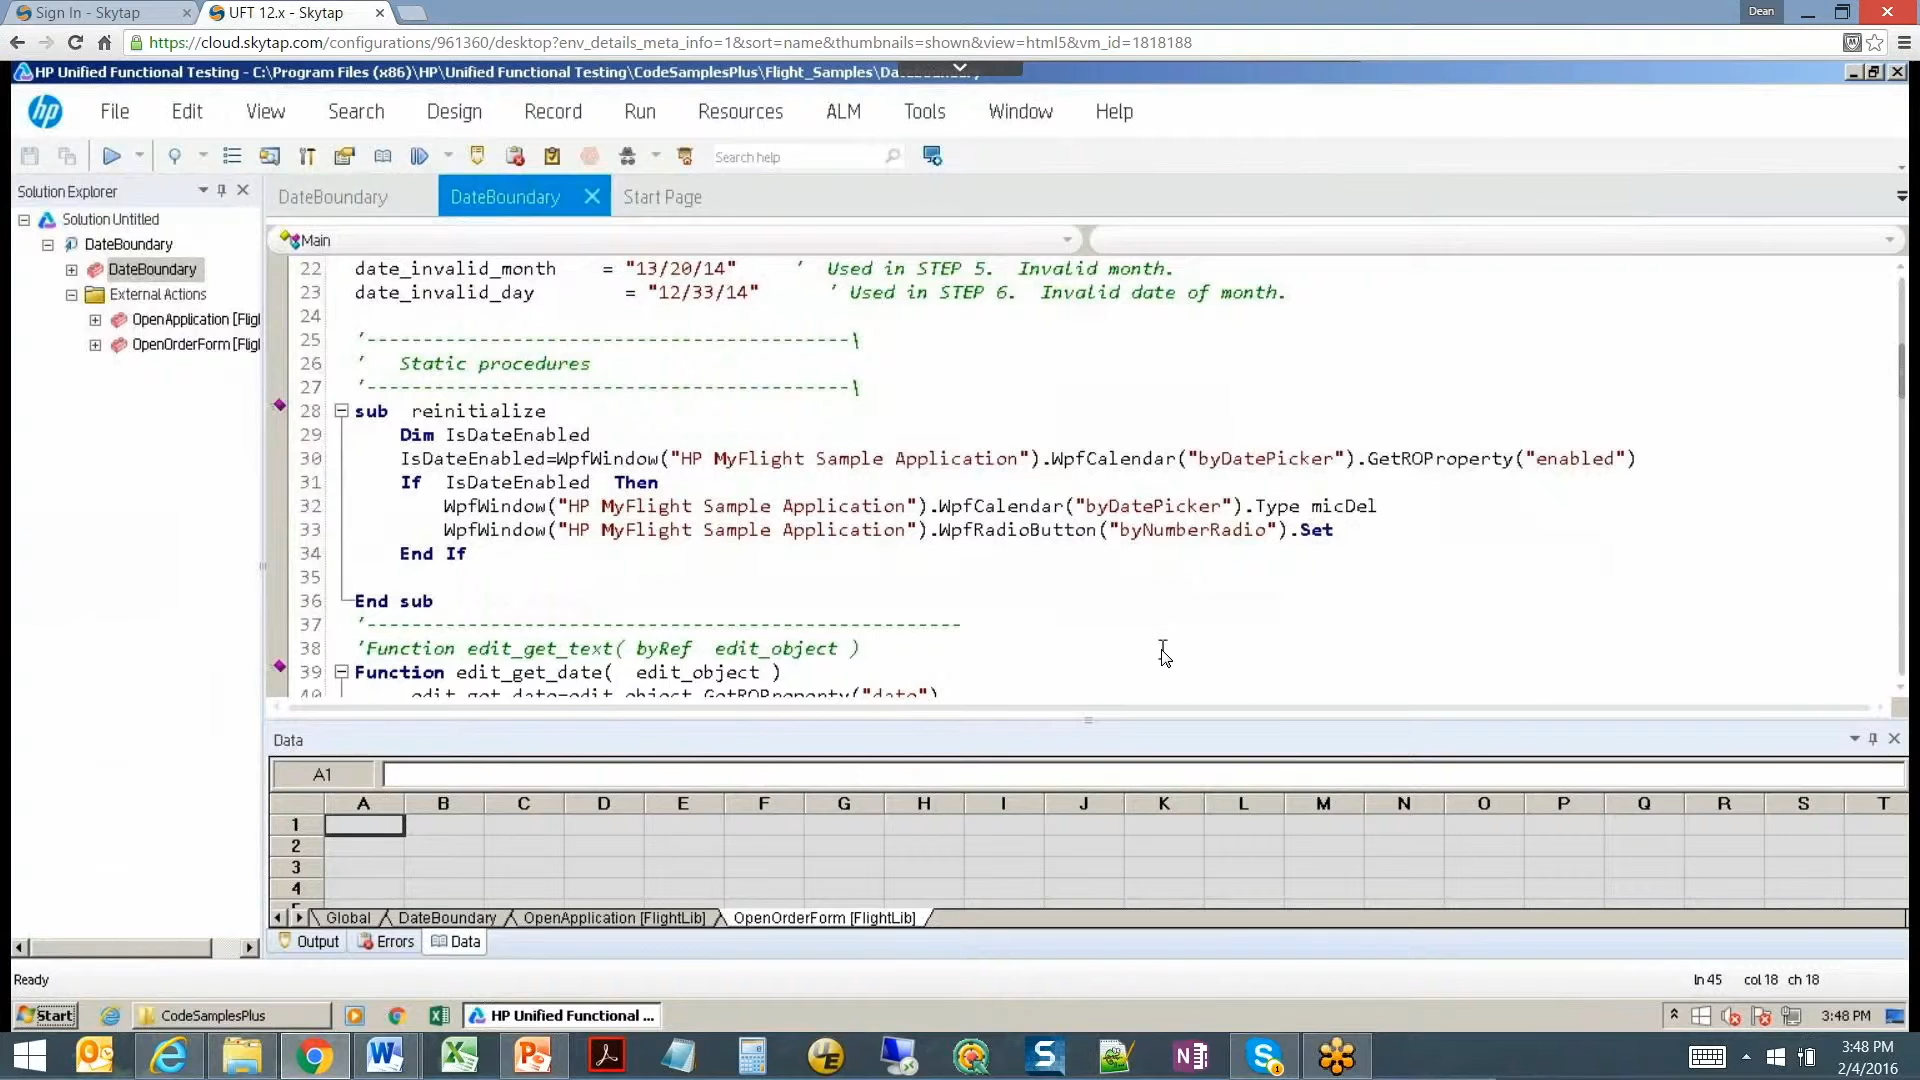 Sign In - Skytap
UFT 12.x - Skytap
Dean
https://cloud.skytap.com/configurations/961360/desktop?env_details_meta_info=1&sort=name&thumbnails=shown&view=html5&vm_id=1818188
HP Unified Functional Testing - C:\Program Files (x86)\HP\Unified Functional Testing\CodeSamplesPlus\Flight_Samples\
hp File Edit View Search Design Record Run Resources ALM Tools Window Help
Search help
Solution Explorer
DateBoundary DateBoundary Start Page
Solution Untitled
DateBoundary
DateBoundary
External Actions
OpenApplication [Flig
OpenOrderForm [Flig
Main
22 date_invalid_month = "13/20/14" ' Used in STEP 5. Invalid month.
23 date_invalid_day = "12/33/14" ' Used in STEP 6. Invalid date of month.
24
25 '-------------------------------------------\
26 ' Static procedures
27 '-------------------------------------------\
28 sub reinitialize
29 Dim IsDateEnabled
30 IsDateEnabled=WpfWindow("HP MyFlight Sample Application").WpfCalendar("byDatePicker").GetROProperty("enabled")
31 If IsDateEnabled Then
32 WpfWindow("HP MyFlight Sample Application").WpfCalendar("byDatePicker").Type micDel
33 WpfWindow("HP MyFlight Sample Application").WpfRadioButton("byNumberRadio").Set
34 End If
35
36 End sub
37 '-----------------------------------------------------
38 'Function edit_get_text( byRef edit_object )
39 Function edit_get_date( edit_object )
40 edit_get_date=edit_object.GetROProperty("date")
Data
A1
A B C D E F G H I J K L M N O P Q R S T
1
2
3
4
Global DateBoundary OpenApplication [FlightLib] OpenOrderForm [FlightLib]
Output Errors Data
Ready
ln 45 col 18 ch 18
Start CodeSamplesPlus HP Unified Functional ... 3:48 PM
3:48 PM
2/4/2016